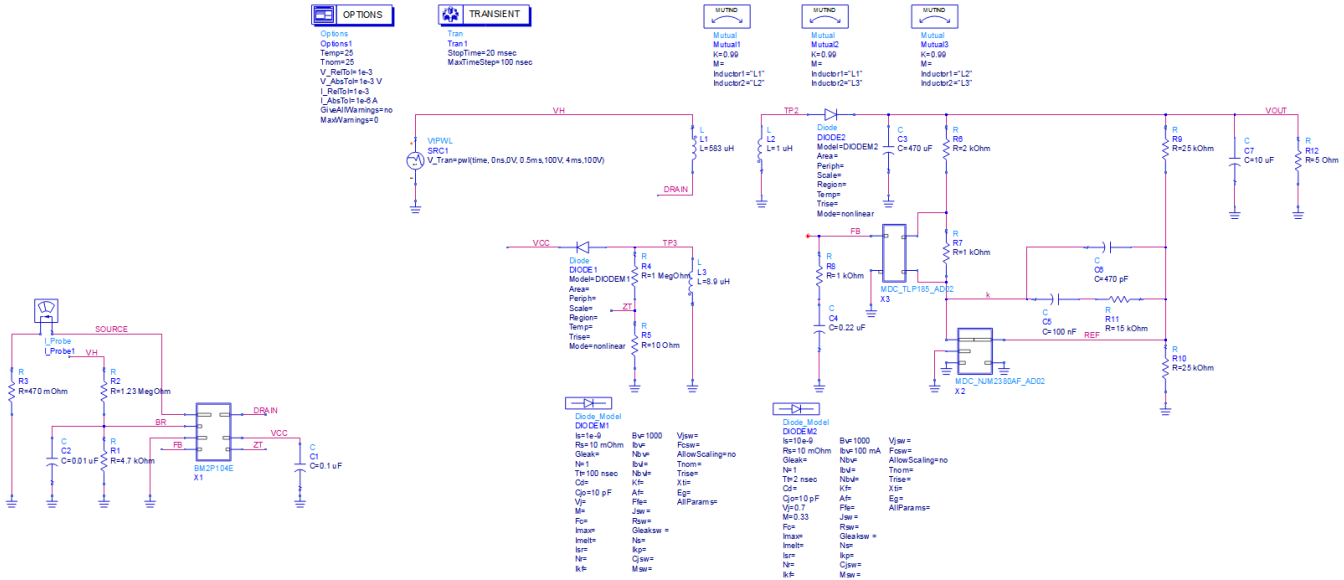 OPTIONS
Options
Options1
Temp=25
Tnom=25
V_RelTol=1e-3
V_AbsTol=1e-3 V
I_RelTol=1e-3
I_AbsTol=1e-6 A
GiveAllWarnings=no
MaxWarnings=0
TRANSIENT
Tran
Tran1
StopTime=20 msec
MaxTimeStep=100 nsec
MUTIND
Mutual
Mutual1
K=0.99
M=
Inductor1="L1"
Inductor2="L2"
MUTIND
Mutual
Mutual2
K=0.99
M=
Inductor1="L1"
Inductor2="L3"
MUTIND
Mutual
Mutual3
K=0.99
M=
Inductor1="L2"
Inductor2="L3"
VH
VtPWL
SRC1
V_Tran=pwl(time, 0ns,0V, 0.5ms,100V, 4ms,100V)
L
L1
L=583 uH
DRAIN
L
L2
L=1 uH
TP2
Diode
DIODE2
Model=DIODEM2
Area=
Periph=
Scale=
Region=
Temp=
Trise=
Mode=nonlinear
C
C3
C=470 uF
R
R6
R=2 kOhm
R
R9
R=25 kOhm
VOUT
C
C7
C=10 uF
R
R12
R=5 Ohm
VCC
Diode
DIODE1
Model=DIODEM1
Area=
Periph=
Scale=
Region=
Temp=
Trise=
Mode=nonlinear
TP3
R
R4
R=1 MegOhm
L
L3
L=8.9 uH
ZT
R
R5
R=10 Ohm
FB
R
R8
R=1 kOhm
C
C4
C=0.22 uF
MDC_TLP185_AD02
X3
R
R7
R=1 kOhm
C
C6
C=470 pF
k
C
C5
C=100 nF
R
R11
R=15 kOhm
REF
MDC_NJM2380AF_AD02
X2
R
R10
R=25 kOhm
I_Probe
I_Probe1
SOURCE
VH
R
R3
R=470 mOhm
R
R2
R=1.23 MegOhm
BR
C
C2
C=0.01 uF
R
R1
R=4.7 kOhm
FB
BM2P104E
X1
DRAIN
VCC
ZT
C
C1
C=0.1 uF
Diode_Model
DIODEM1
Is=1e-9 Bv=1000 Vjsw=
Rs=10 mOhm Ibv= Fcsw=
Gleak= Nbv= AllowScaling=no
N=1 Ibvl= Tnom=
Tt=100 nsec Nbvl= Trise=
Cd= Kf= Xti=
Cjo=10 pF Af= Eg=
Vj= Ffe= AllParams=
M= Jsw=
Fc= Rsw=
Imax= Gleaksw =
Imelt= Ns=
Isr= Ikp=
Nr= Cjsw=
Ikf= Msw=
Diode_Model
DIODEM2
Is=10e-9 Bv=1000 Vjsw=
Rs=10 mOhm Ibv=100 mA Fcsw=
Gleak= Nbv= AllowScaling=no
N=1 Ibvl= Tnom=
Tt=2 nsec Nbvl= Trise=
Cd= Kf= Xti=
Cjo=10 pF Af= Eg=
Vj=0.7 Ffe= AllParams=
M=0.33 Jsw=
Fc= Rsw=
Imax= Gleaksw =
Imelt= Ns=
Isr= Ikp=
Nr= Cjsw=
Ikf= Msw=